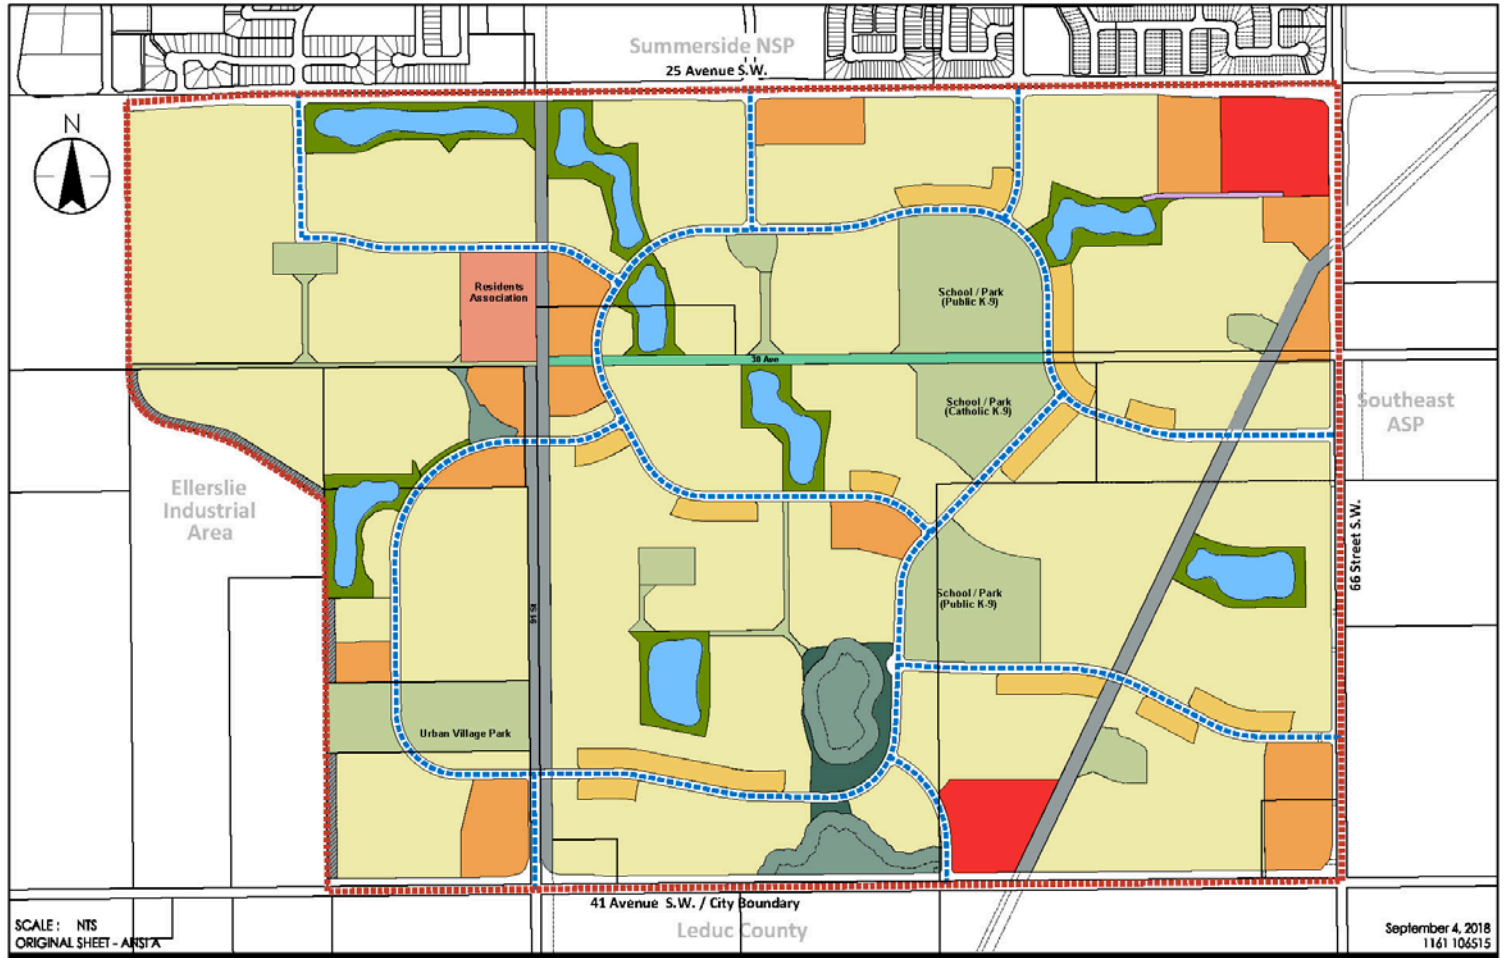 Summerside NSP
25 Avenue S.W.
N
Residents
Association
School / Park
(Public K-9)
30 Ave
School / Park
(Catholic K-9)
Southeast
ASP
Ellerslie
Industrial
Area
66 Street S.W.
School / Park
(Public K-9)
91 St
Urban Village Park
41 Avenue S.W. / City Boundary
Leduc County
SCALE : NTS
ORIGINAL SHEET - ANSI A
September 4, 2018
1161 106515